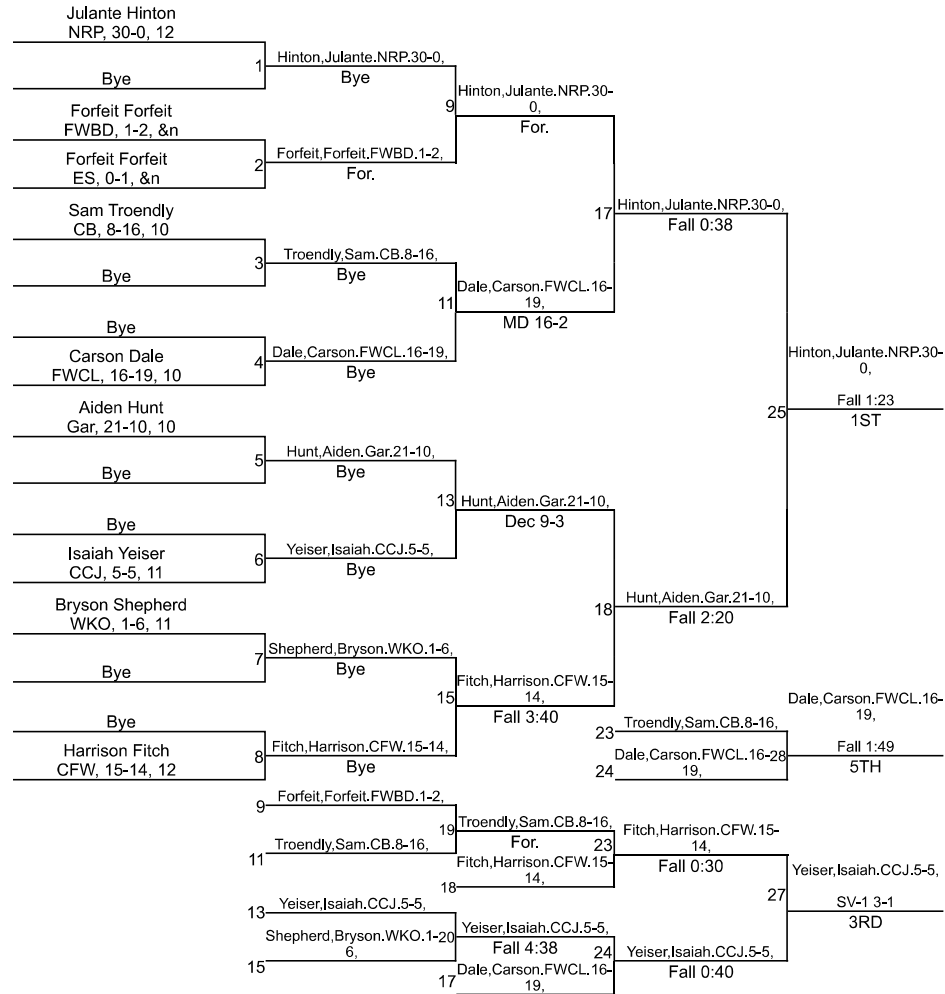 Julante Hinton
NRP, 30-0, 12
1
Hinton,Julante.NRP.30-0,
Bye
Bye
9
Hinton,Julante.NRP.30-
0,
For.
Forfeit Forfeit
FWBD, 1-2, &n
2
Forfeit,Forfeit.FWBD.1-2,
For.
Forfeit Forfeit
ES, 0-1, &n
17
Hinton,Julante.NRP.30-0,
Fall 0:38
Sam Troendly
CB, 8-16, 10
3
Troendly,Sam.CB.8-16,
Bye
Bye
11
Dale,Carson.FWCL.16-
19,
MD 16-2
Bye
4
Dale,Carson.FWCL.16-19,
Bye
Carson Dale
FWCL, 16-19, 10
25
Hinton,Julante.NRP.30-
0,
Fall 1:23
1ST
Aiden Hunt
Gar, 21-10, 10
5
Hunt,Aiden.Gar.21-10,
Bye
Bye
13
Hunt,Aiden.Gar.21-10,
Dec 9-3
Bye
6
Yeiser,Isaiah.CCJ.5-5,
Bye
Isaiah Yeiser
CCJ, 5-5, 11
18
Hunt,Aiden.Gar.21-10,
Fall 2:20
Bryson Shepherd
WKO, 1-6, 11
7
Shepherd,Bryson.WKO.1-6,
Bye
Bye
15
Fitch,Harrison.CFW.15-
14,
Fall 3:40
Bye
8
Fitch,Harrison.CFW.15-14,
Bye
Harrison Fitch
CFW, 15-14, 12
23
Troendly,Sam.CB.8-16,
24
Dale,Carson.FWCL.16-
19,
28
Dale,Carson.FWCL.16-
19,
Fall 1:49
5TH
9
Forfeit,Forfeit.FWBD.1-2,
11
Troendly,Sam.CB.8-16,
19
Troendly,Sam.CB.8-16,
For.
18
Fitch,Harrison.CFW.15-
14,
23
Fitch,Harrison.CFW.15-
14,
Fall 0:30
27
Yeiser,Isaiah.CCJ.5-5,
SV-1 3-1
3RD
13
Yeiser,Isaiah.CCJ.5-5,
15
Shepherd,Bryson.WKO.1-
6,
20
Yeiser,Isaiah.CCJ.5-5,
Fall 4:38
17
Dale,Carson.FWCL.16-
19,
24
Yeiser,Isaiah.CCJ.5-5,
Fall 0:40